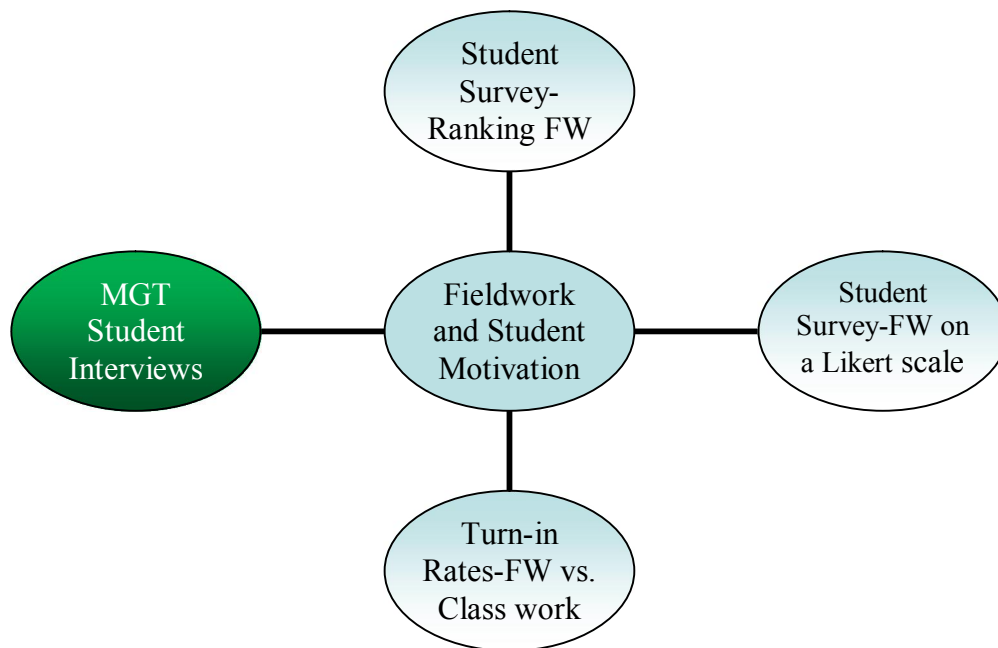 Student
Survey-
Ranking FW
MGT
Student
Interviews
Fieldwork
and Student
Motivation
Student
Survey-FW on
a Likert scale
Turn-in
Rates-FW vs.
Class work